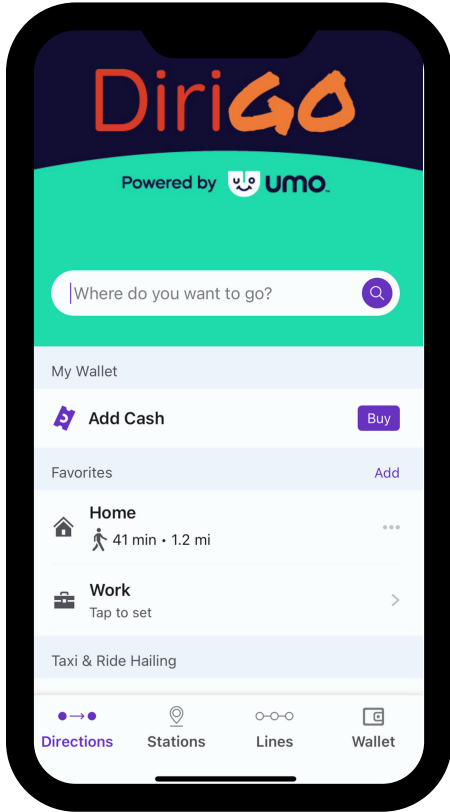 DiriGO
Powered by umo™
Where do you want to go?
My Wallet
Add Cash
Buy
Favorites
Add
Home
41 min • 1.2 mi
Work
Tap to set
Taxi & Ride Hailing
Directions
Stations
Lines
Wallet